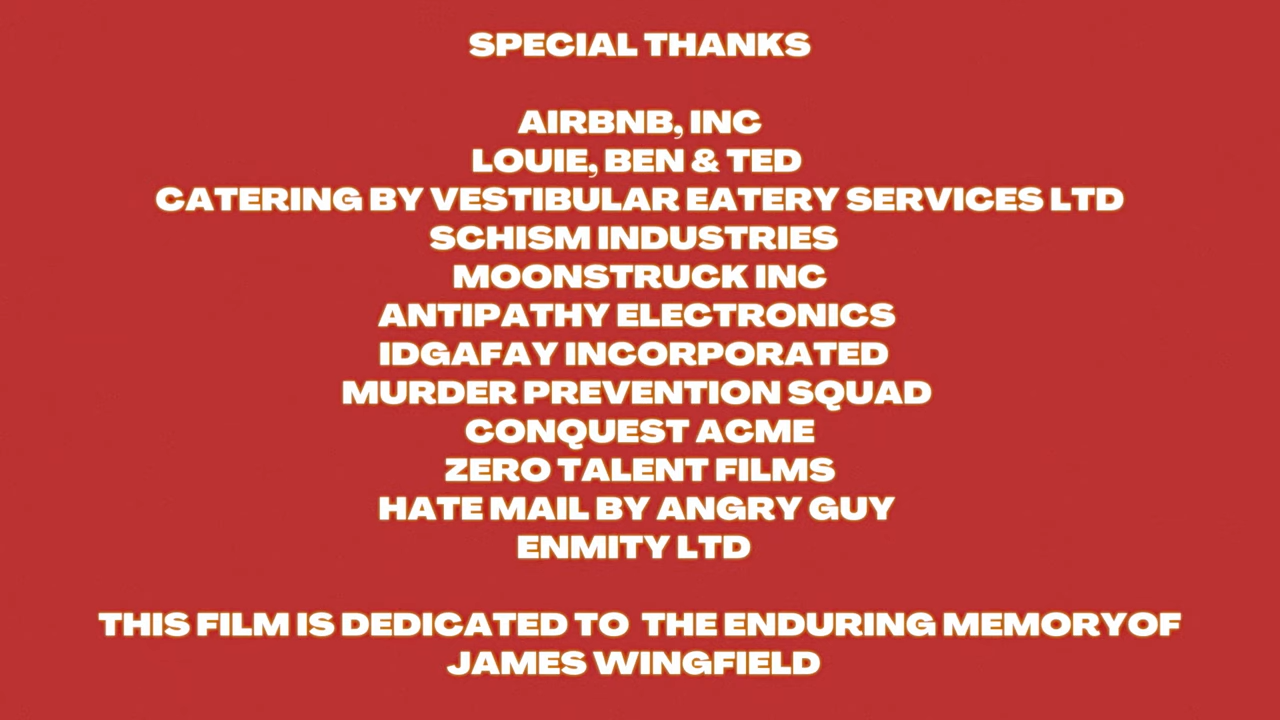 SPECIAL THANKS
AIRBNB, INC
LOUIE, BEN & TED
CATERING BY VESTIBULAR EATERY SERVICES LTD
SCHISM INDUSTRIES
MOONSTRUCK INC
ANTIPATHY ELECTRONICS
IDGAFAY INCORPORATED
MURDER PREVENTION SQUAD
CONQUEST ACME
ZERO TALENT FILMS
HATE MAIL BY ANGRY GUY
ENMITY LTD
THIS FILM IS DEDICATED TO  THE ENDURING MEMORYOF
JAMES WINGFIELD